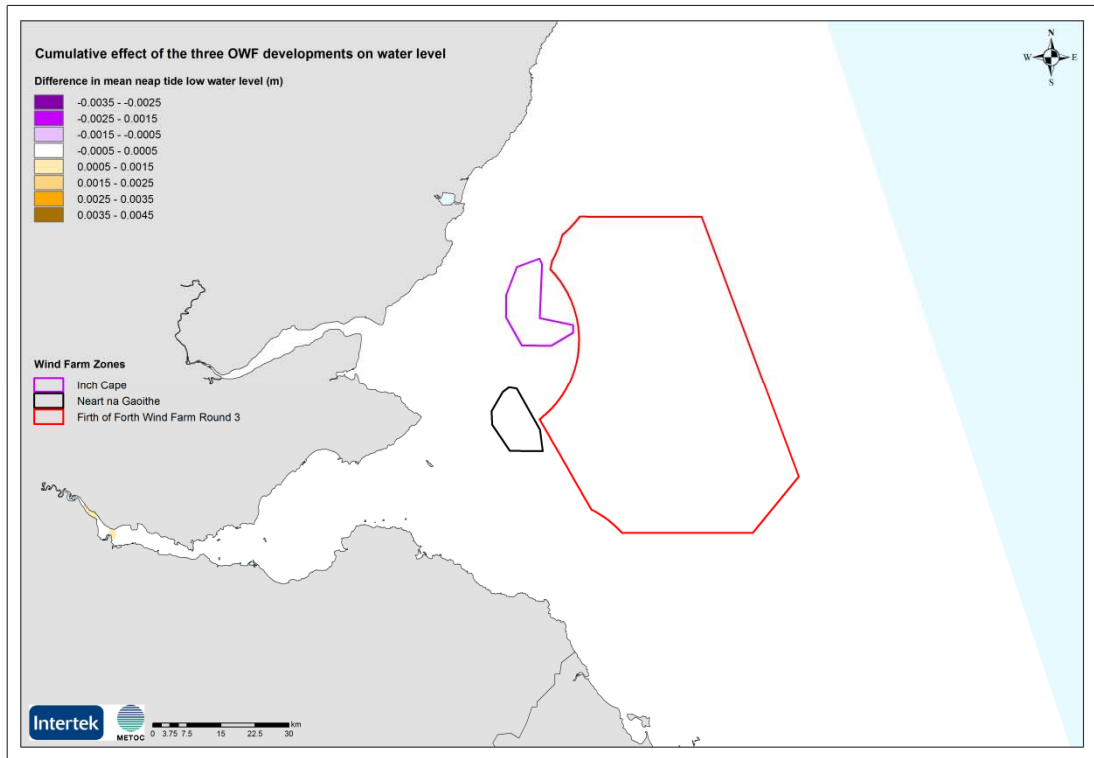 Cumulative effect of the three OWF developments on water level
Difference in mean neap tide low water level (m)
-0.0035 - -0.0025
-0.0025 - 0.0015
-0.0015 - -0.0005
-0.0005 - 0.0005
0.0005 - 0.0015
0.0015 - 0.0025
0.0025 - 0.0035
0.0035 - 0.0045
N
W E
S
Wind Farm Zones
Inch Cape
Neart na Gaoithe
Firth of Forth Wind Farm Round 3
Intertek
METOC
km
0 3.75 7.5 15 22.5 30